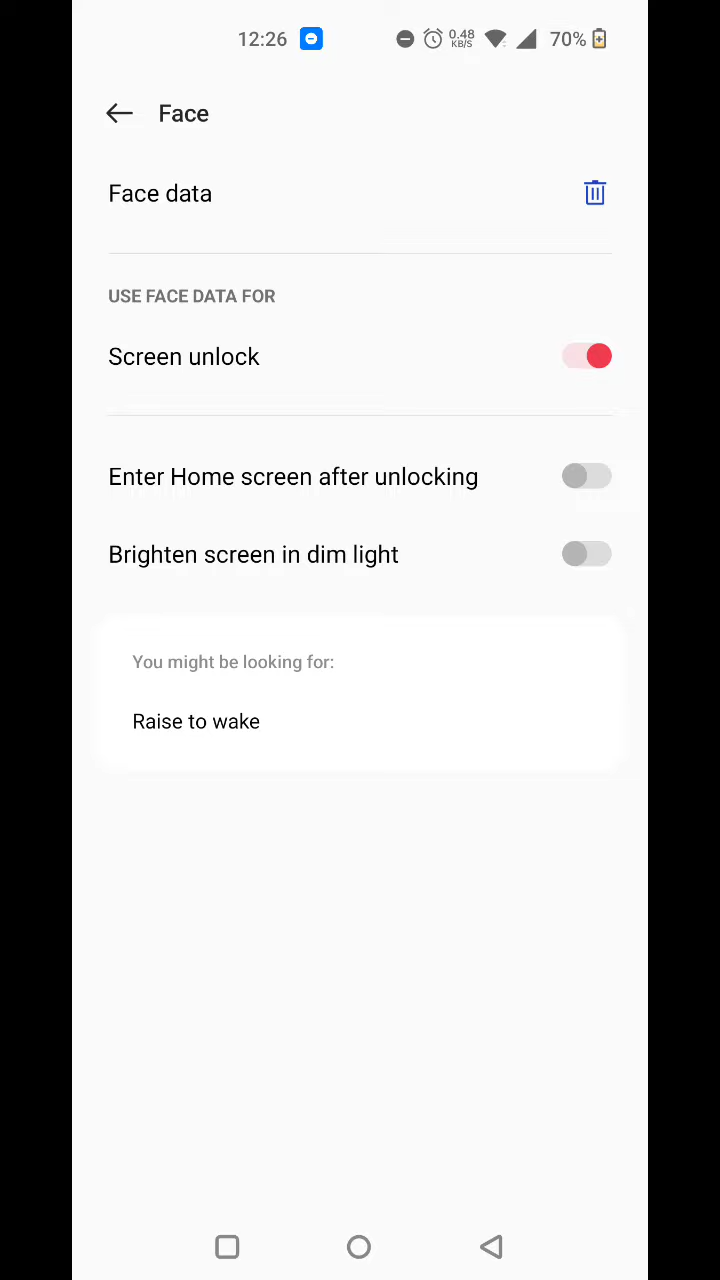 12:26 0.48 KB/S 70%
Face
Face data
USE FACE DATA FOR
Screen unlock
Enter Home screen after unlocking
Brighten screen in dim light
You might be looking for:
Raise to wake